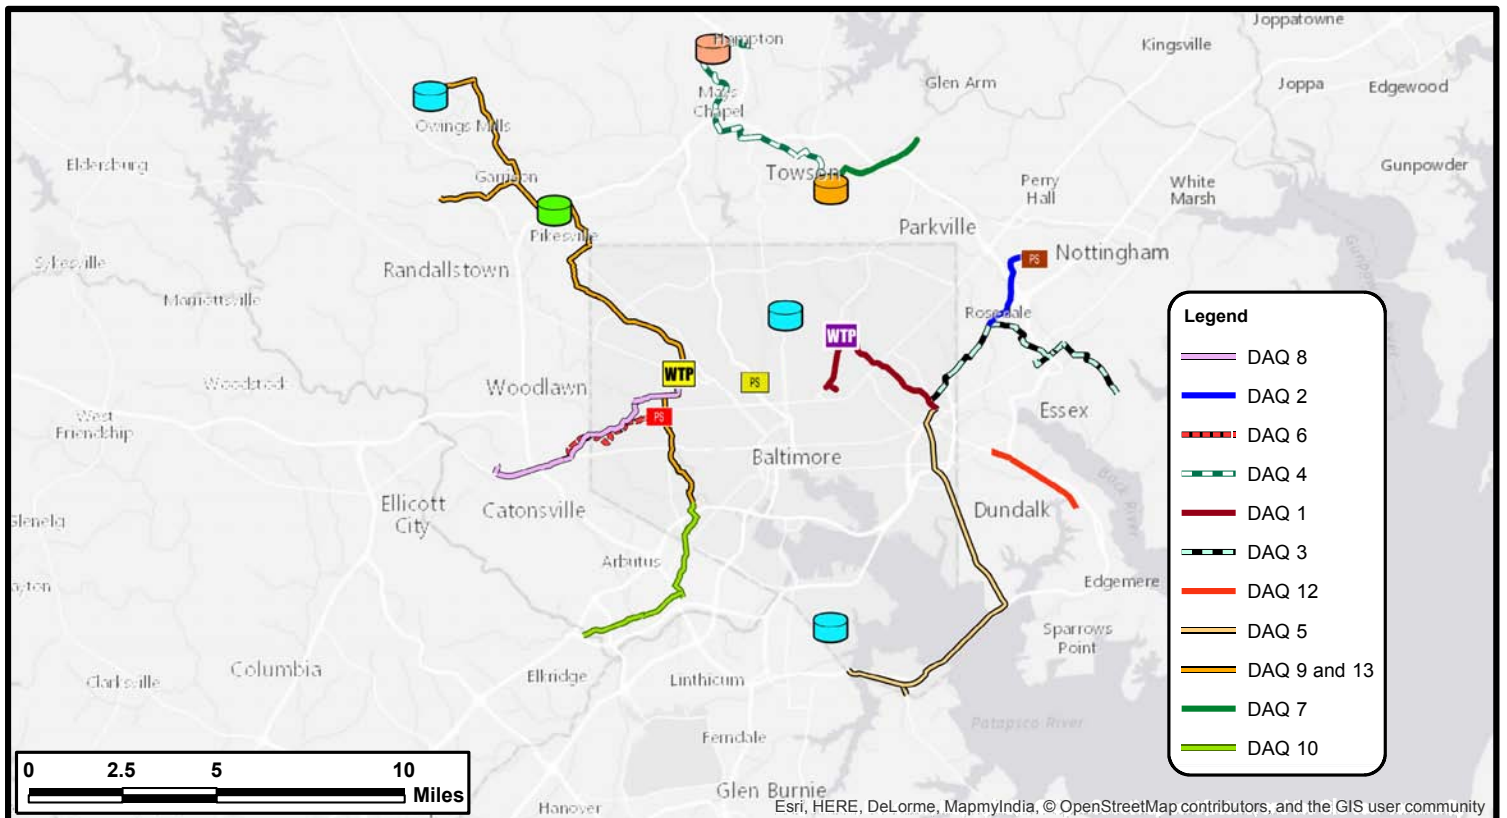 Joppatowne
Hampton
Kingsville
Glen Arm
Joppa
Edgewood
Mays
Chapel
Owings Mills
Eldersburg
Garrison
Towson
Gunpowder
Perry
Hall
White
Marsh
Pikesville
Parkville
Nottingham
PS
Sykesville
Randallstown
Marriottsville
Rosedale
WTP
WTP
PS
Woodstock
Woodlawn
PS
West
Friendship
Essex
Baltimore
Back River
Ellicott
City
Catonsville
Dundalk
Glenelg
Arbutus
Edgemere
ayton
Sparrows
Point
Columbia
Clarksville
Elkridge
Linthicum
Patapsco River
Ferndale
Glen Burnie
Hanover
Legend
DAQ 8
DAQ 2
DAQ 6
DAQ 4
DAQ 1
DAQ 3
DAQ 12
DAQ 5
DAQ 9 and 13
DAQ 7
DAQ 10
0 2.5 5 10
Miles
Esri, HERE, DeLorme, MapmyIndia, © OpenStreetMap contributors, and the GIS user community